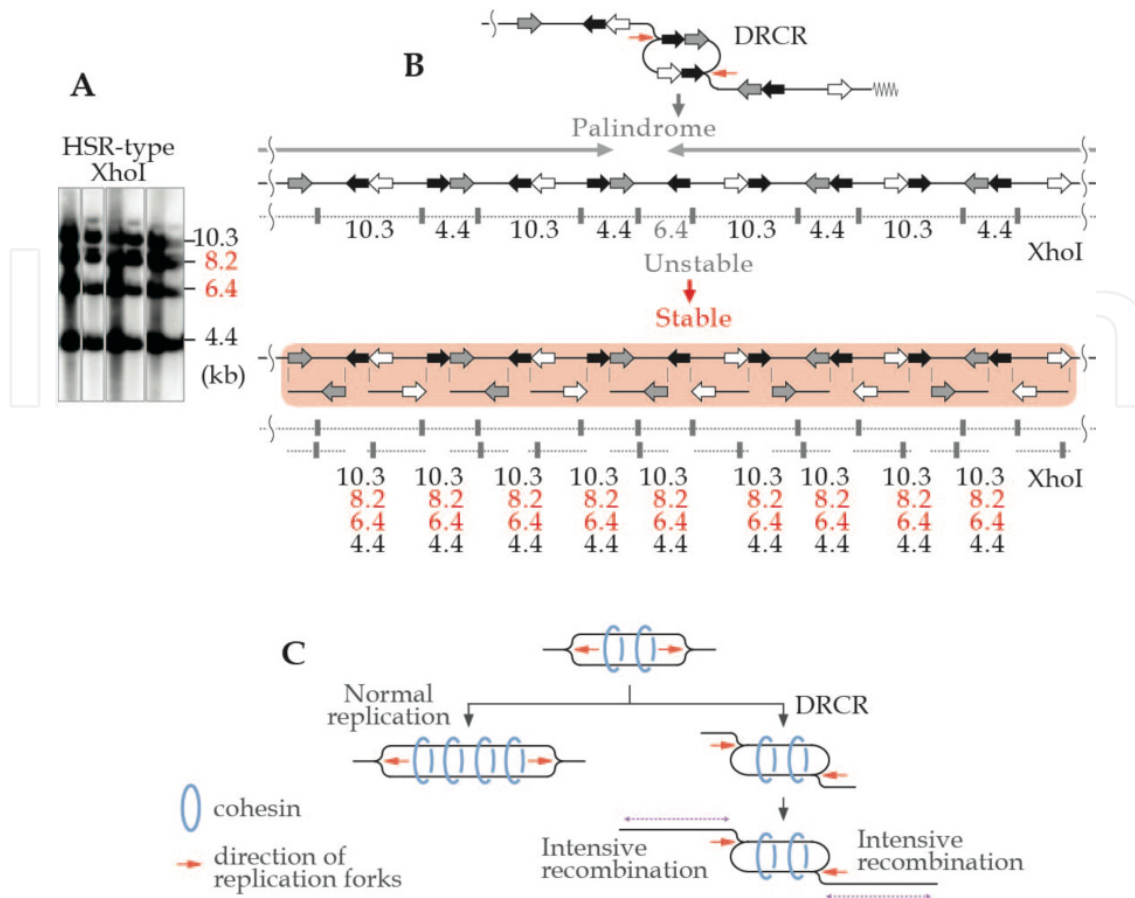 A
HSR-type
XhoI
10.3
8.2
6.4
4.4
(kb)
B
DRCR
Palindrome
10.3 4.4 10.3 4.4 6.4 10.3 4.4 10.3 4.4
XhoI
Unstable
Stable
10.3 10.3 10.3 10.3 10.3 10.3 10.3 10.3 10.3 XhoI
8.2 8.2 8.2 8.2 8.2 8.2 8.2 8.2 8.2
6.4 6.4 6.4 6.4 6.4 6.4 6.4 6.4 6.4
4.4 4.4 4.4 4.4 4.4 4.4 4.4 4.4 4.4
C
Normal
replication
DRCR
cohesin
direction of
replication forks
Intensive
recombination
Intensive
recombination